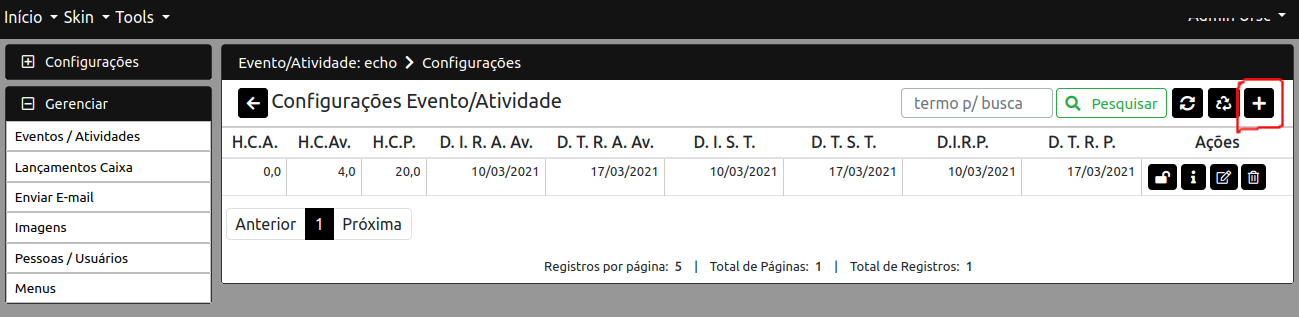 Início Skin Tools
Configurações
Gerenciar
Eventos / Atividades
Lançamentos Caixa
Enviar E-mail
Imagens
Pessoas / Usuários
Menus
Evento/Atividade: echo > Configurações
Configurações Evento/Atividade
termo p/ busca Pesquisar
H.C.A. H.C.Av. H.C.P. D. I. R. A. Av. D. T. R. A. Av. D. I. S. T. D. T. S. T. D.I.R.P. D. T. R. P. Ações
0,0 4,0 20,0 10/03/2021 17/03/2021 10/03/2021 17/03/2021 10/03/2021 17/03/2021
Anterior 1 Próxima
Registros por página: 5 | Total de Páginas: 1 | Total de Registros: 1